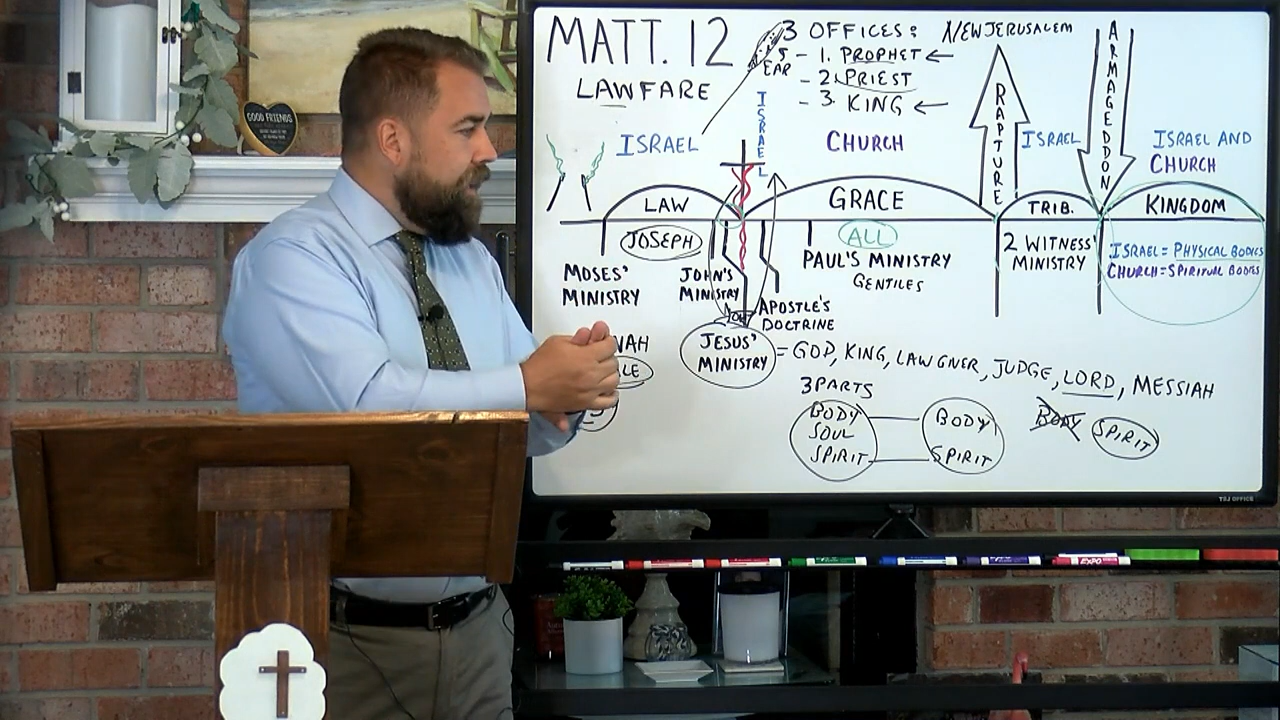 MATT. 12
LAWFARE
3 OFFICES:
1. PROPHET ←
2. PRIEST
3. KING ←
EAR
NEW JERUSALEM
ARMAGEDDON
RAPTURE
ISRAEL
ISRAEL
CHURCH
ISRAEL
ISRAEL AND
CHURCH
LAW
GRACE
TRIB.
KINGDOM
JOSEPH
ALL
MOSES'
MINISTRY
JOHN'S
MINISTRY
APOSTLE'S
DOCTRINE
PAUL'S MINISTRY
GENTILES
2 WITNESS'
MINISTRY
ISRAEL = PHYSICAL BODIES
CHURCH = SPIRITUAL BODIES
JESUS'
MINISTRY
= GOD, KING, LAWGIVER, JUDGE, LORD, MESSIAH
3 PARTS
BODY
SOUL
SPIRIT
BODY
SPIRIT
BODY
SPIRIT
GOOD FRIENDS
EXPO